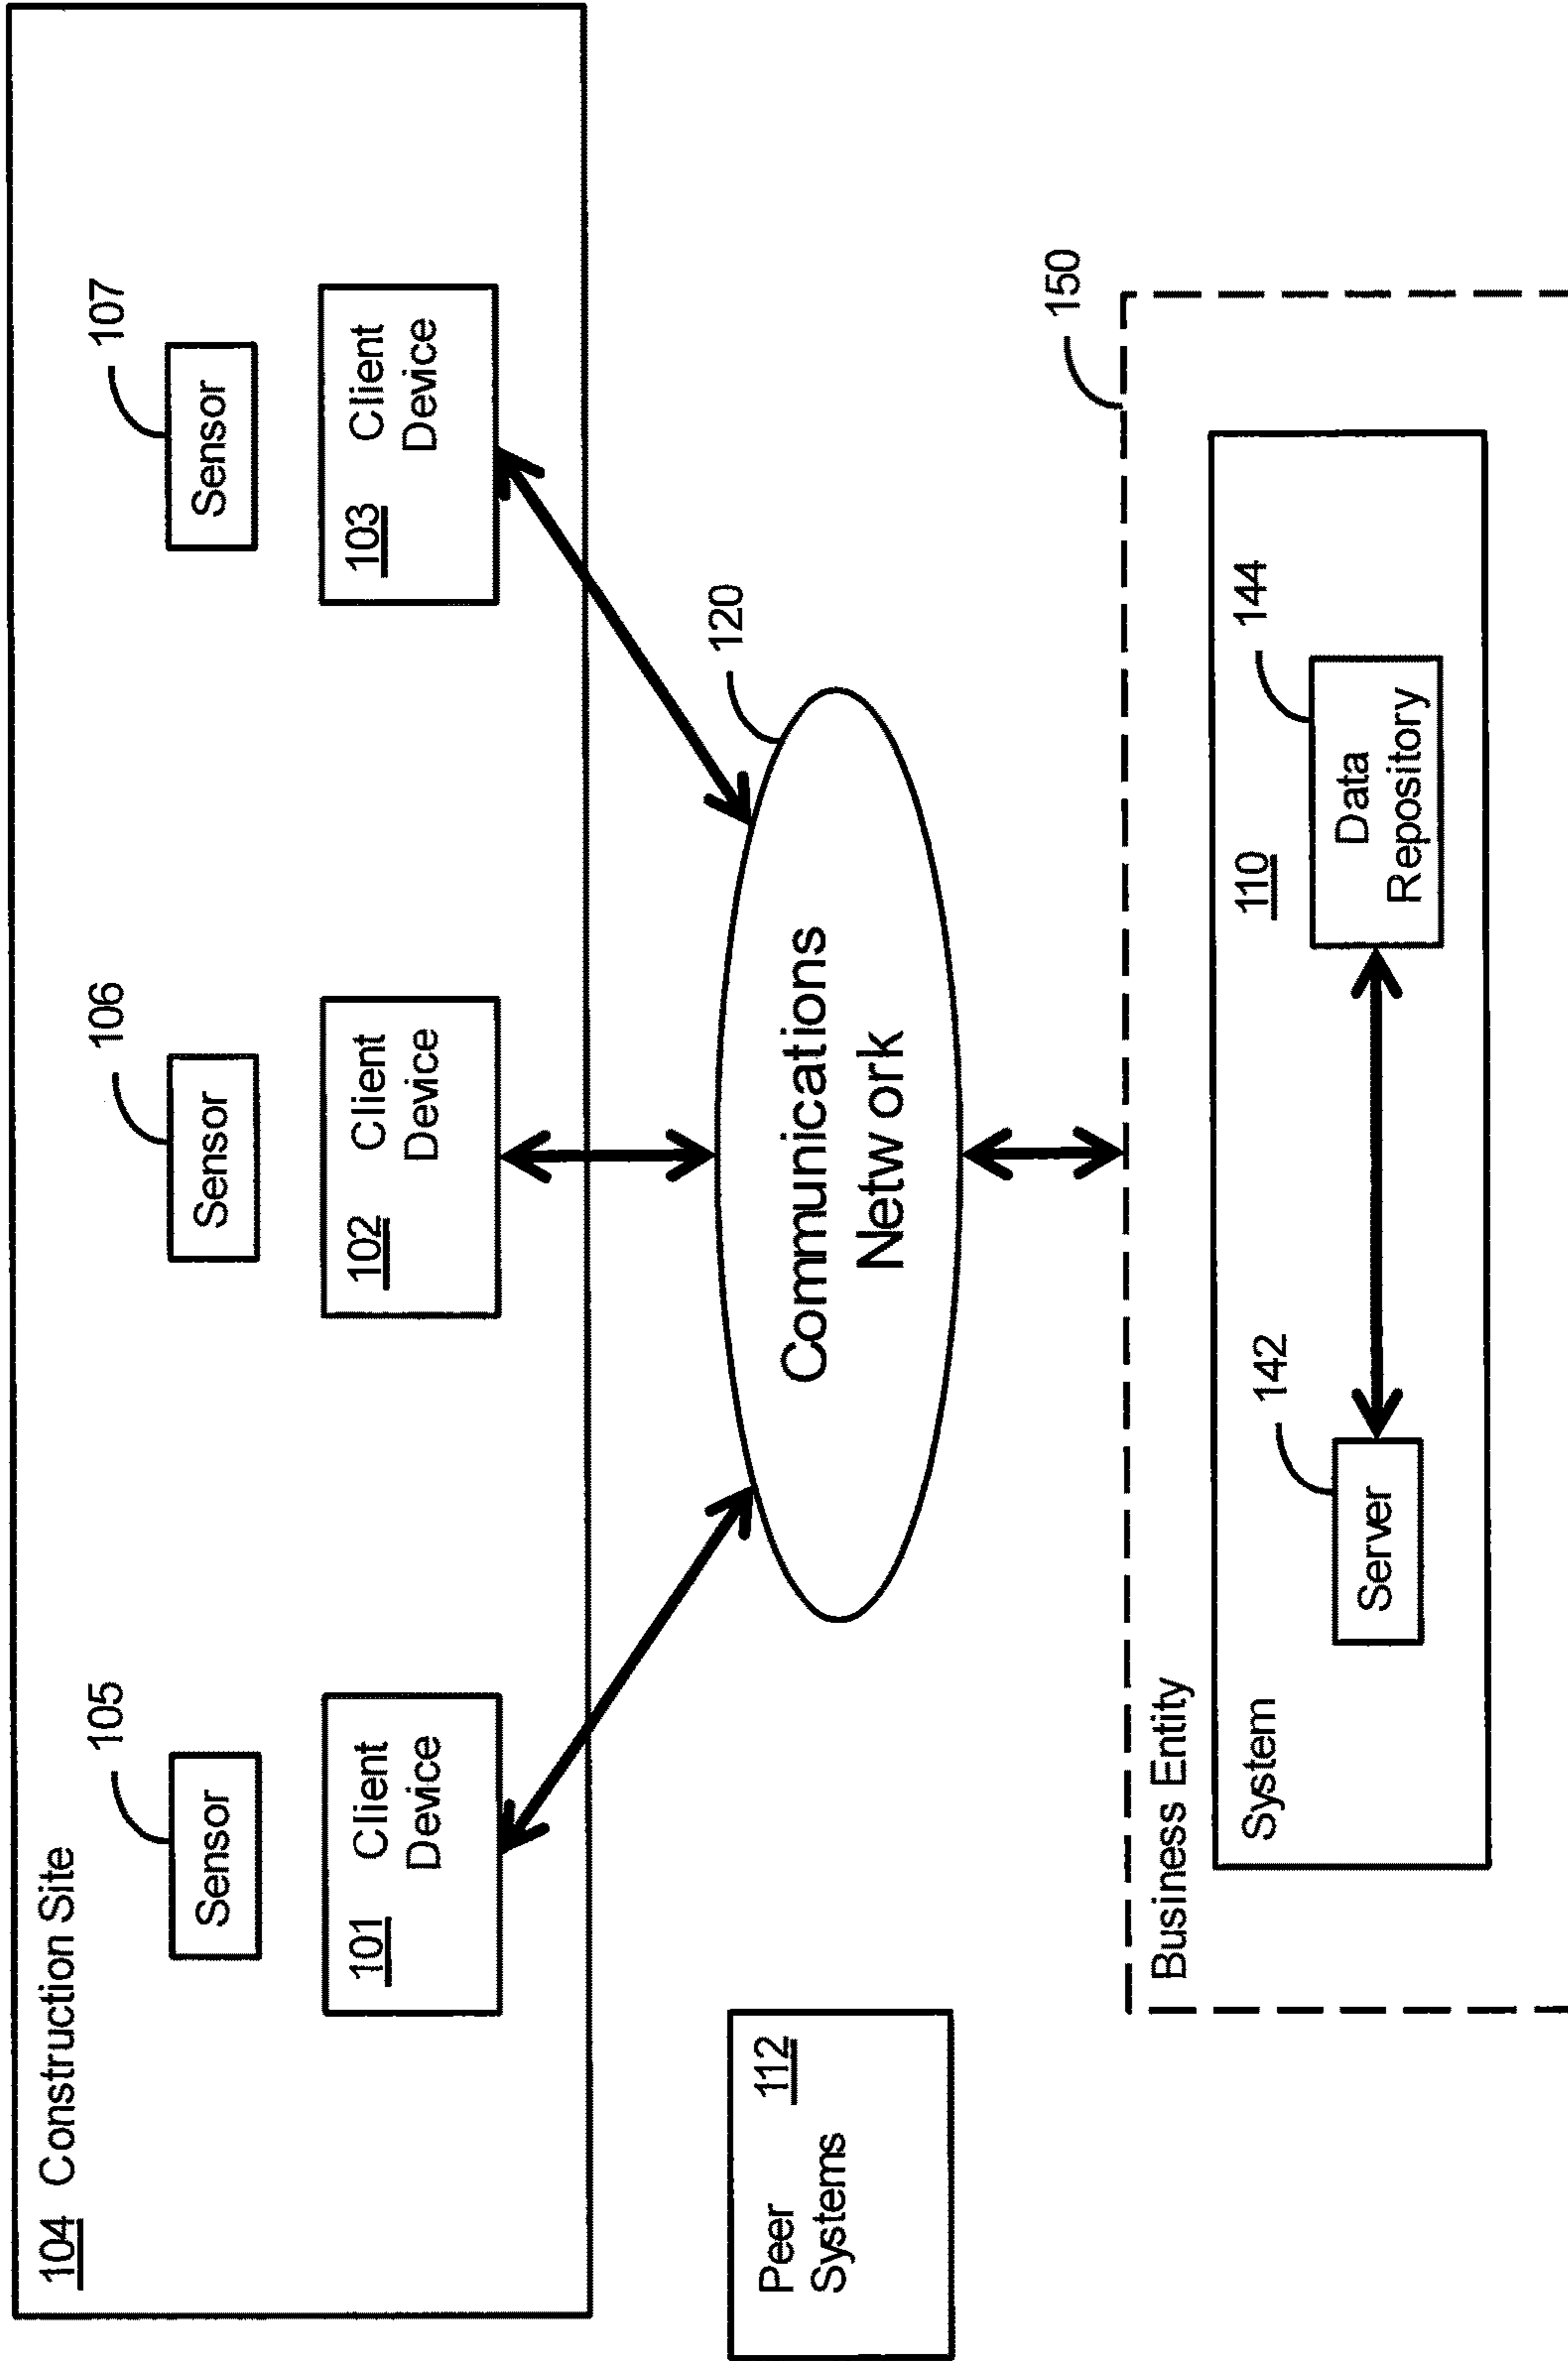 104 Construction Site
105
106
107
Sensor
Sensor
Sensor
101 Client
Device
102 Client
Device
103 Client
Device
120
Communications
Network
Peer 112
Systems
150
Business Entity
System
110
142
144
Server
Data
Repository